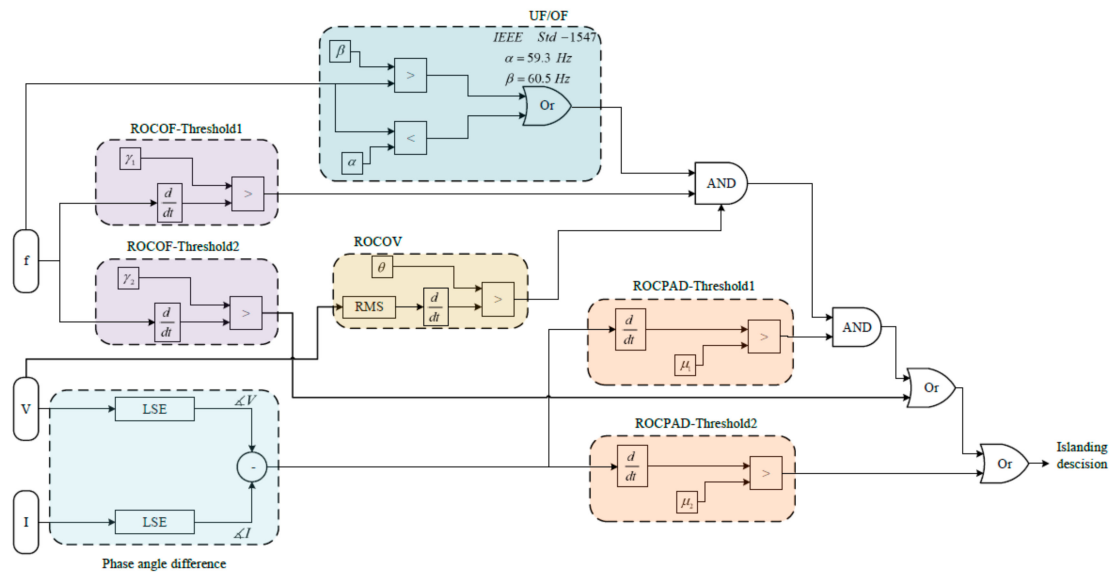 UF/OF
IEEE Std −1547
α = 59.3 Hz
β = 60.5 Hz
β
>
Or
<
α
ROCOF-Threshold1
γ1
d/dt
>
AND
f
ROCOF-Threshold2
γ2
d/dt
>
ROCOV
θ
RMS
d/dt
>
ROCPAD-Threshold1
d/dt
>
μ1
AND
Or
V
LSE
∡V
-
I
LSE
∡I
Phase angle difference
ROCPAD-Threshold2
d/dt
>
μ2
Or
Islanding
descision